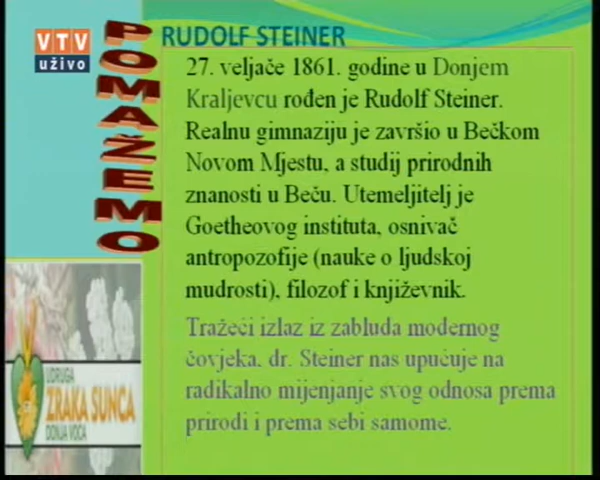 VTV
uživo
POMAŽEMO
RUDOLF STEINER
27. veljače 1861. godine u Donjem
Kraljevcu rođen je Rudolf Steiner.
Realnu gimnaziju je završio u Bečkom
Novom Mjestu, a studij prirodnih
znanosti u Beču. Utemeljitelj je
Goetheovog instituta, osnivač
antropozofije (nauke o ljudskoj
mudrosti), filozof i književnik.
Tražeći izlaz iz zabluda modernog
čovjeka, dr. Steiner nas upućuje na
radikalno mijenjanje svog odnosa prema
prirodi i prema sebi samome.
UDRUGA
ZRAKA SUNCA
DONJA VOĆA